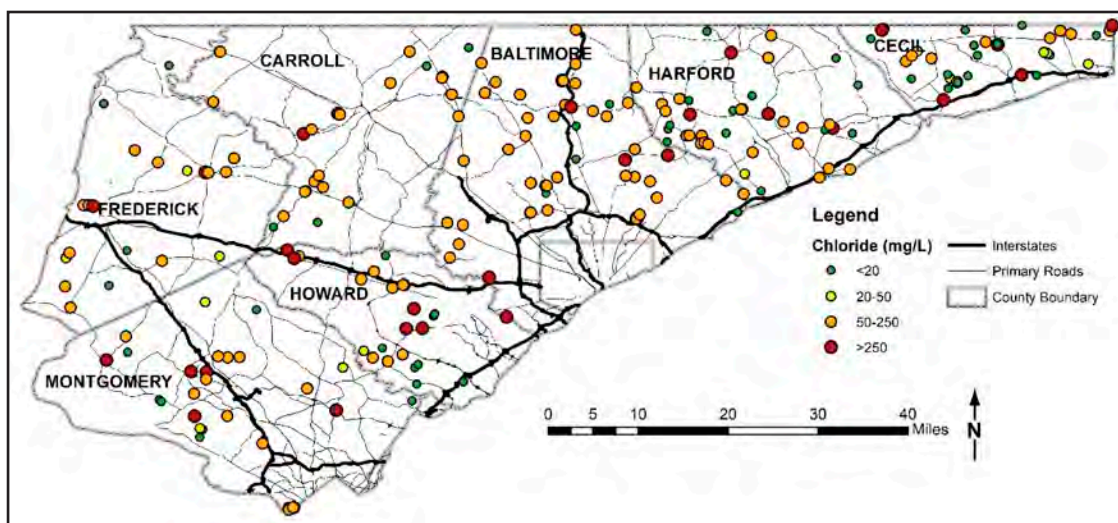 CARROLL
BALTIMORE
HARFORD
CECIL
FREDERICK
HOWARD
MONTGOMERY
Legend
Chloride (mg/L)
<20
20-50
50-250
>250
Interstates
Primary Roads
County Boundary
0 5 10 20 30 40
Miles
N